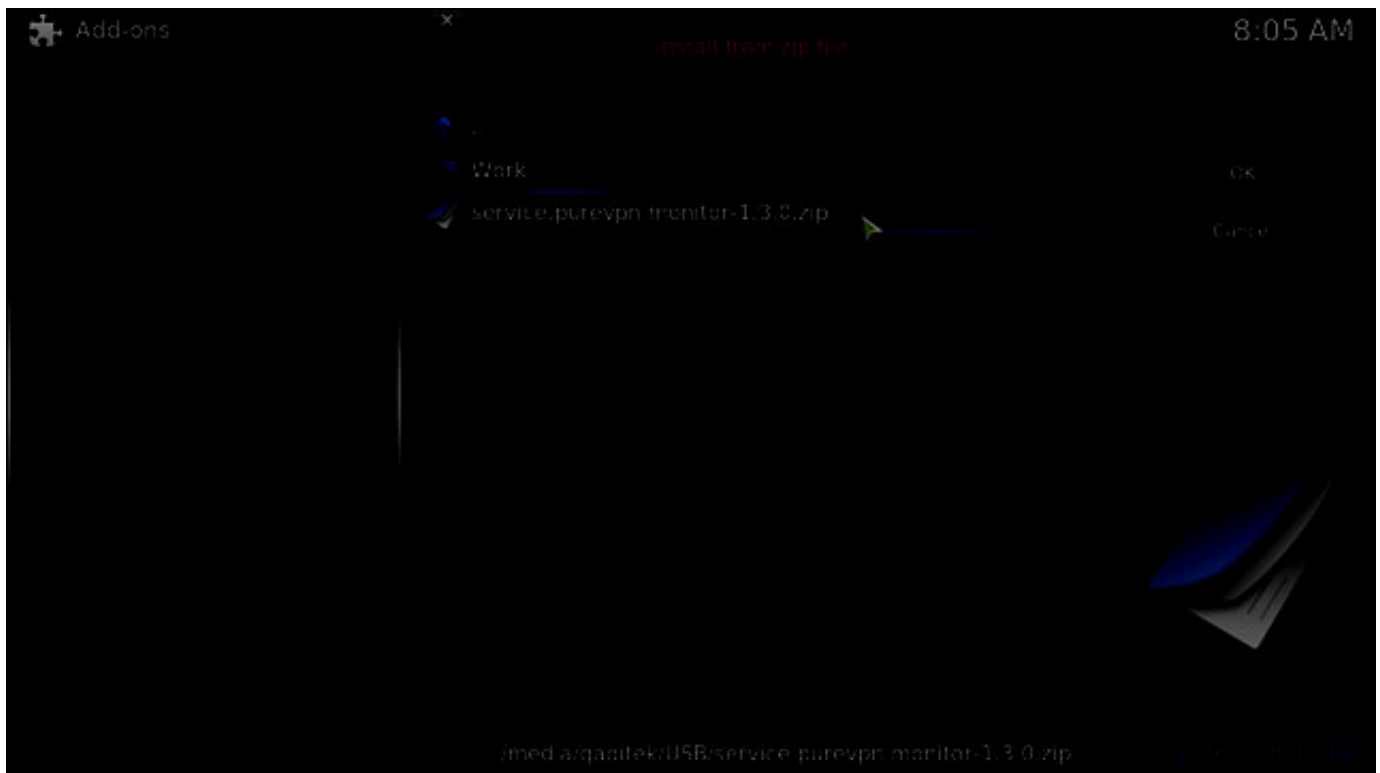 Add-ons
8:05 AM
Install from zip file
Work
OK
service.purevpn.monitor-1.3.0.zip
Cancel
/media/qapitek/USB/service.purevpn.monitor-1.3.0.zip